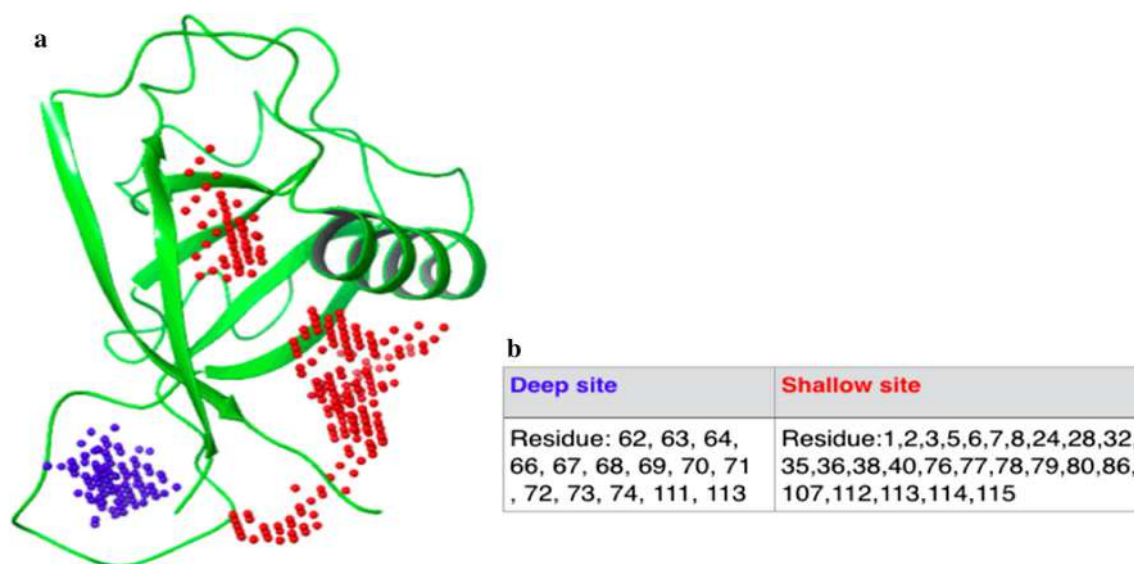 a
b
Deep site
Shallow site
Residue: 62, 63, 64,
66, 67, 68, 69, 70, 71
, 72, 73, 74, 111, 113
Residue:1,2,3,5,6,7,8,24,28,32,
35,36,38,40,76,77,78,79,80,86,
107,112,113,114,115